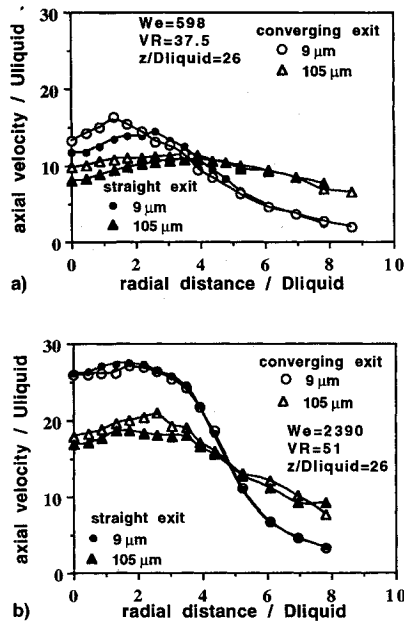 We=598
VR=37.5
z/Dliquid=26
converging exit
9 µm
105 µm
straight exit
9 µm
105 µm
axial velocity / Uliquid
30
20
10
0
0 2 4 6 8 10
a)
radial distance / Dliquid
converging exit
9 µm
105 µm
We=2390
VR=51
z/Dliquid=26
straight exit
9 µm
105 µm
axial velocity / Uliquid
30
20
10
0
0 2 4 6 8 10
b)
radial distance / Dliquid